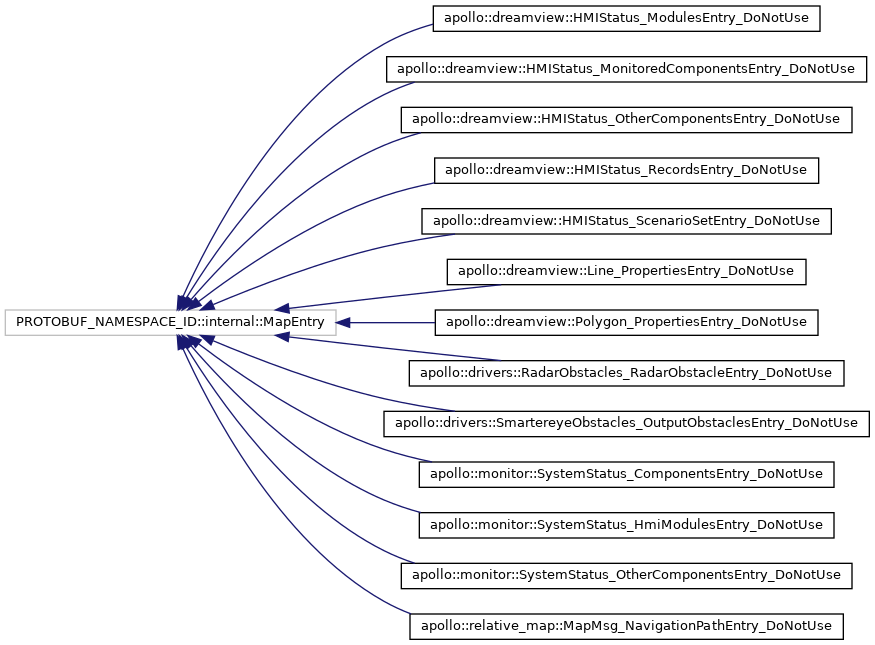 apollo::dreamview::HMIStatus_ModulesEntry_DoNotUse
apollo::dreamview::HMIStatus_MonitoredComponentsEntry_DoNotUse
apollo::dreamview::HMIStatus_OtherComponentsEntry_DoNotUse
apollo::dreamview::HMIStatus_RecordsEntry_DoNotUse
apollo::dreamview::HMIStatus_ScenarioSetEntry_DoNotUse
apollo::dreamview::Line_PropertiesEntry_DoNotUse
PROTOBUF_NAMESPACE_ID::internal::MapEntry
apollo::dreamview::Polygon_PropertiesEntry_DoNotUse
apollo::drivers::RadarObstacles_RadarObstacleEntry_DoNotUse
apollo::drivers::SmartereyeObstacles_OutputObstaclesEntry_DoNotUse
apollo::monitor::SystemStatus_ComponentsEntry_DoNotUse
apollo::monitor::SystemStatus_HmiModulesEntry_DoNotUse
apollo::monitor::SystemStatus_OtherComponentsEntry_DoNotUse
apollo::relative_map::MapMsg_NavigationPathEntry_DoNotUse